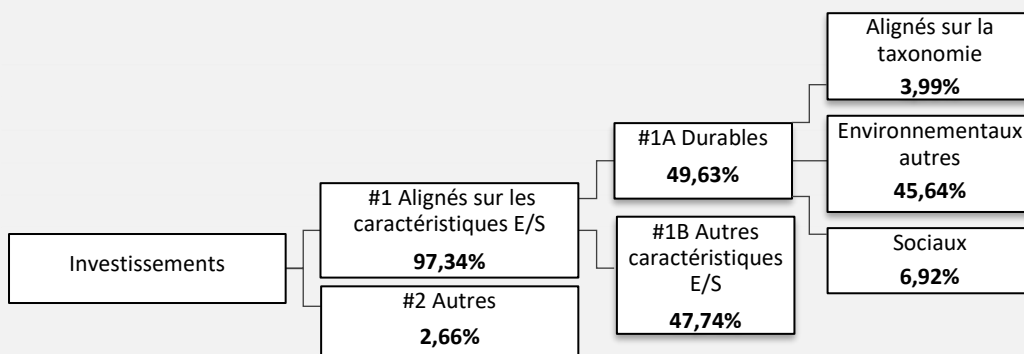 Investissements
#1 Alignés sur les
caractéristiques E/S
97,34%
#2 Autres
2,66%
#1A Durables
49,63%
#1B Autres
caractéristiques
E/S
47,74%
Alignés sur la
taxonomie
3,99%
Environnementaux
autres
45,64%
Sociaux
6,92%